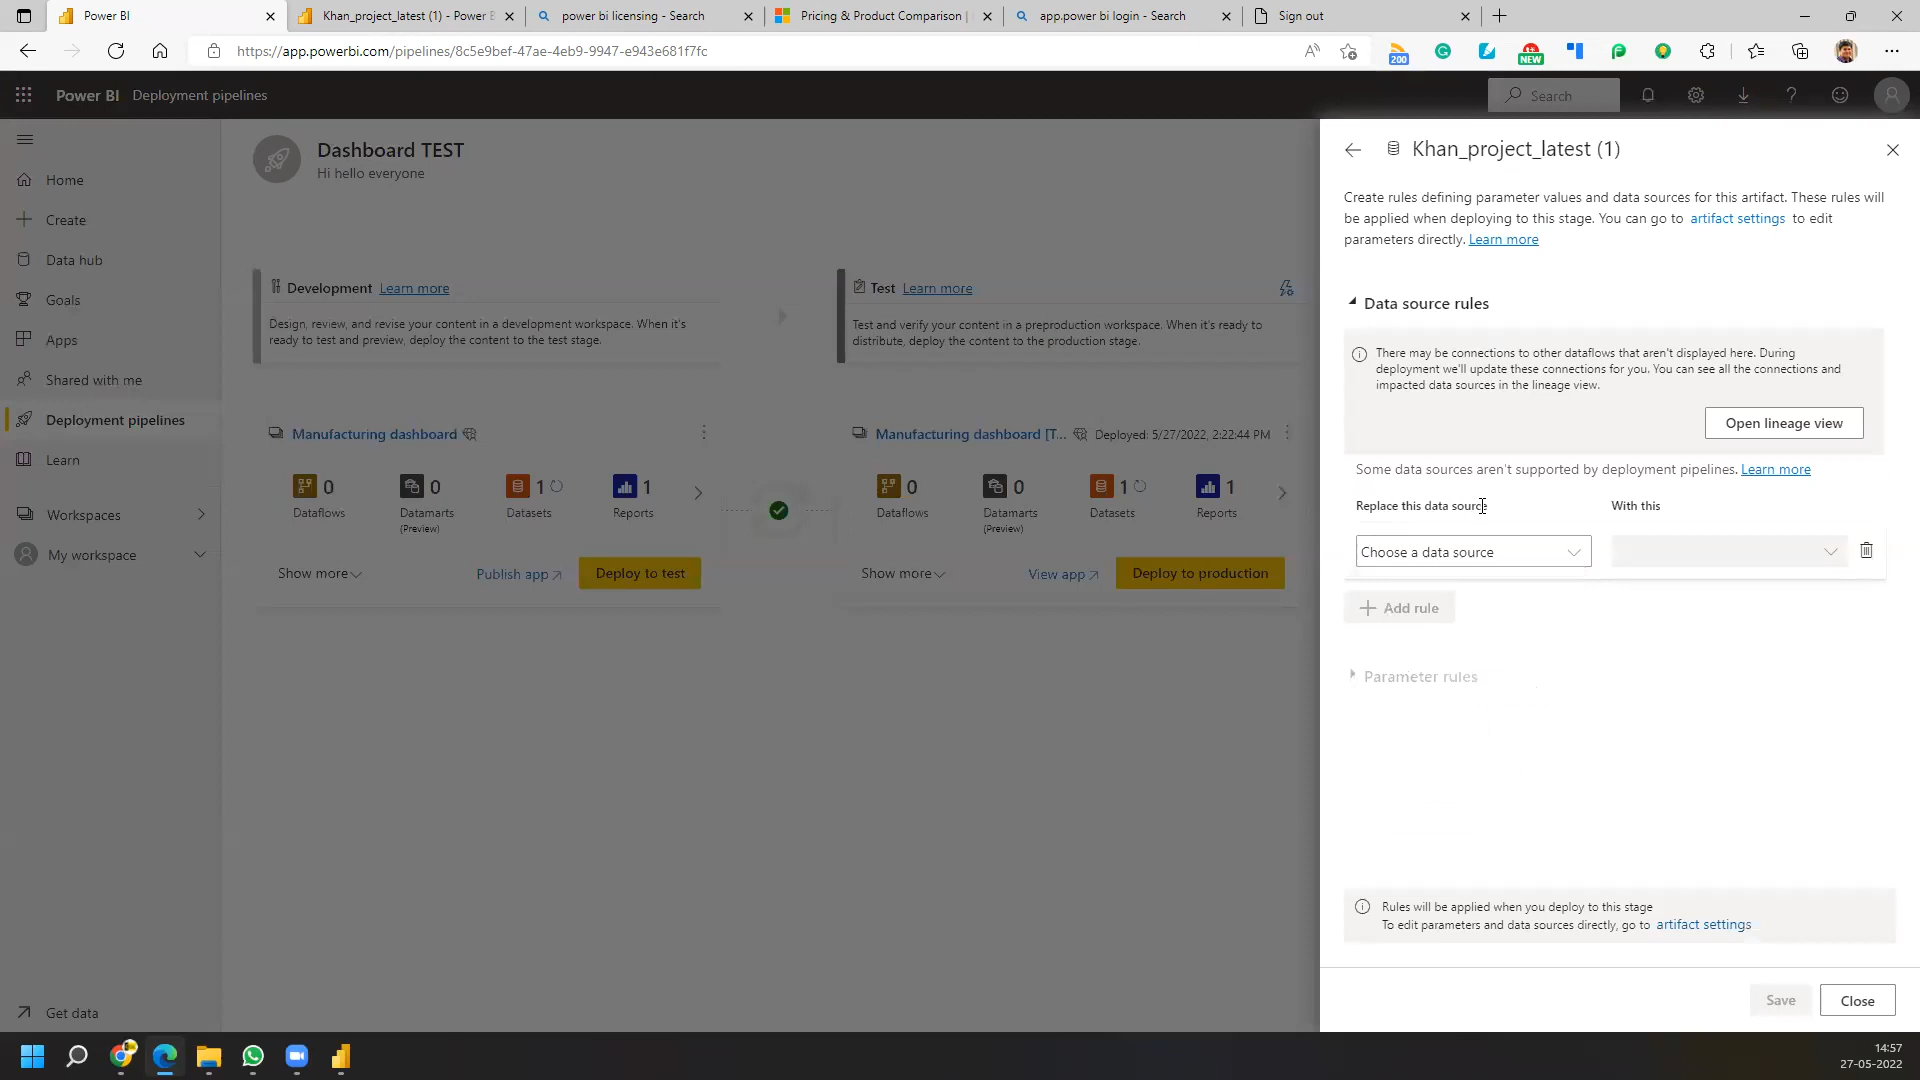 Power BI
Khan_project_latest (1) - Power B
power bi licensing - Search
Pricing & Product Comparison |
app.power bi login - Search
Sign out
https://app.powerbi.com/pipelines/8c5e9bef-47ae-4eb9-9947-e943e681f7fc
200
NEW
Power BI Deployment pipelines
Search
Home
Create
Data hub
Goals
Apps
Shared with me
Deployment pipelines
Learn
Workspaces
My workspace
Get data
Dashboard TEST
Hi hello everyone
Development Learn more
Design, review, and revise your content in a development workspace. When it's
ready to test and preview, deploy the content to the test stage.
Manufacturing dashboard
0 0 1 1
Dataflows Datamarts Datasets Reports
(Preview)
Show more Publish app Deploy to test
Test Learn more
Test and verify your content in a preproduction workspace. When it's ready to
distribute, deploy the content to the production stage.
Manufacturing dashboard [T... Deployed: 5/27/2022, 2:22:44 PM
0 0 1 1
Dataflows Datamarts Datasets Reports
(Preview)
Show more View app Deploy to production
Khan_project_latest (1)
Create rules defining parameter values and data sources for this artifact. These rules will
be applied when deploying to this stage. You can go to artifact settings to edit
parameters directly. Learn more
Data source rules
There may be connections to other dataflows that aren't displayed here. During
deployment we'll update these connections for you. You can see all the connections and
impacted data sources in the lineage view.
Open lineage view
Some data sources aren't supported by deployment pipelines. Learn more
Replace this data source With this
Choose a data source
Add rule
Parameter rules
Rules will be applied when you deploy to this stage
To edit parameters and data sources directly, go to artifact settings
Save Close
14:57
27-05-2022